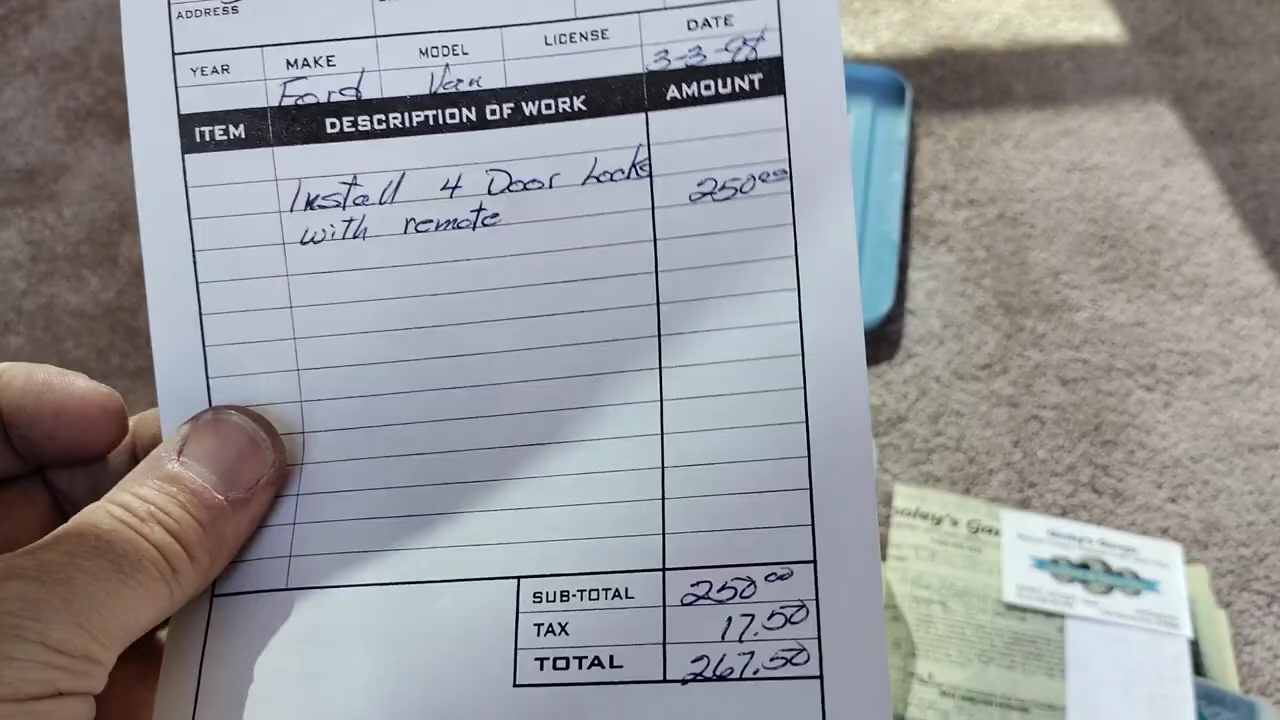 ADDRESS
YEAR MAKE MODEL LICENSE DATE
Ford Van 3-3-98
ITEM DESCRIPTION OF WORK AMOUNT
Install 4 Door Locks 250.00
with remote
SUB-TOTAL 250.00
TAX 17.50
TOTAL 267.50